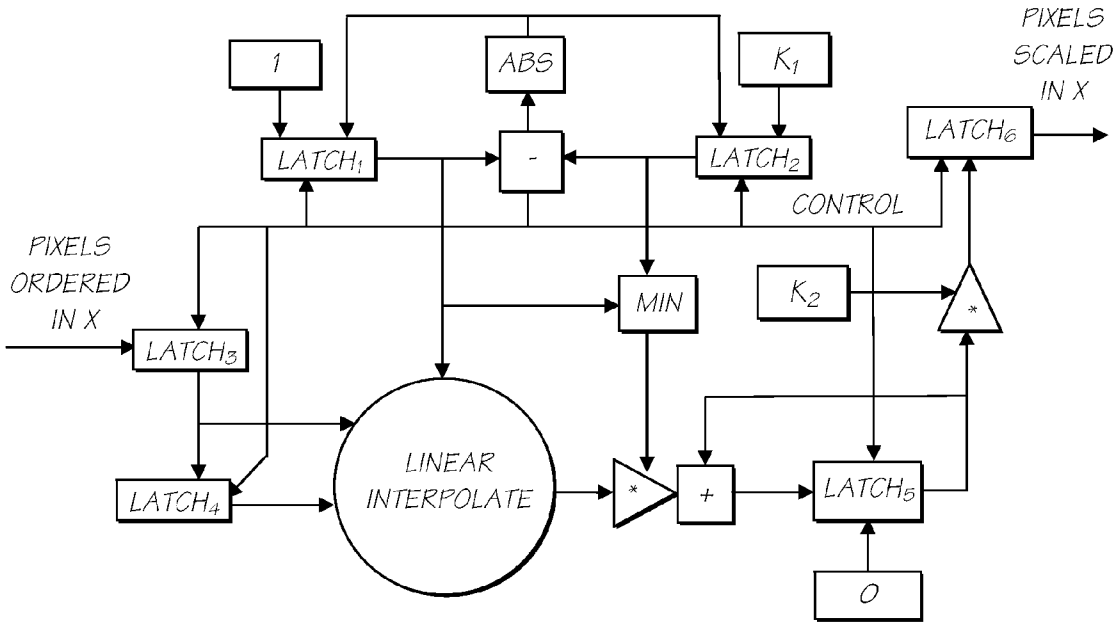 PIXELS
SCALED
IN X
1
ABS
K₁
LATCH₁
-
LATCH₂
LATCH₆
CONTROL
PIXELS
ORDERED
IN X
MIN
K₂
*
LATCH₃
LINEAR
INTERPOLATE
LATCH₄
*
+
LATCH₅
0